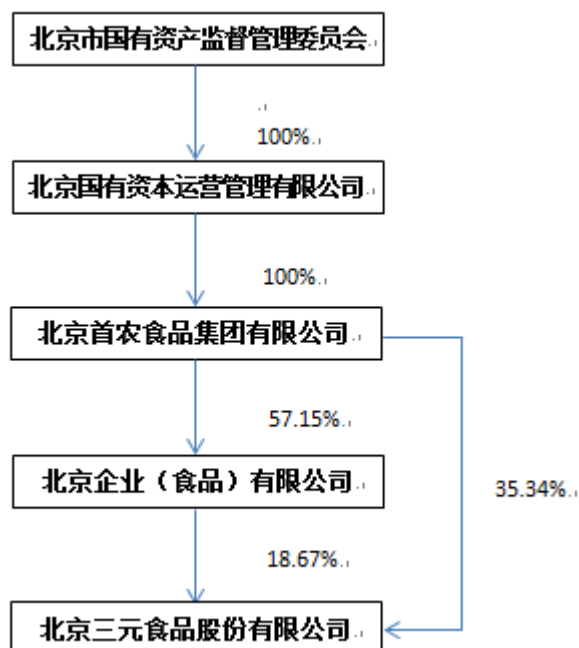 北京市国有资产监督管理委员会
100%
北京国有资本运营管理有限公司
100%
北京首农食品集团有限公司
57.15%
北京企业（食品）有限公司
35.34%
18.67%
北京三元食品股份有限公司